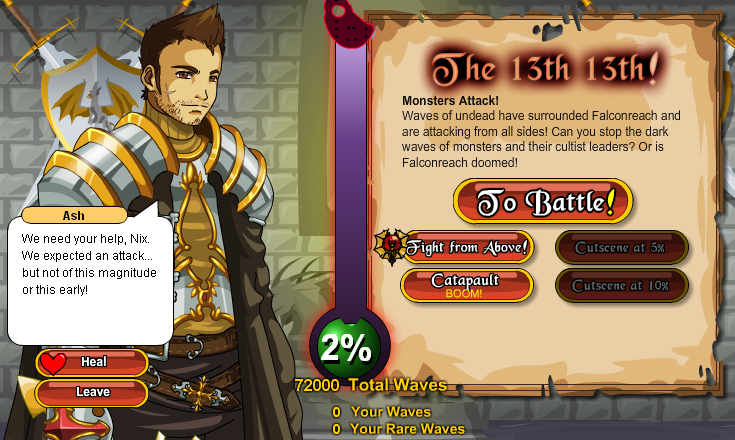 The 13th 13th!
Monsters Attack!
Waves of undead have surrounded Falconreach and
are attacking from all sides! Can you stop the dark
waves of monsters and their cultist leaders? Or is
Falconreach doomed!
To Battle!
Fight from Above!
Cutscene at 5%
Catapault
BOOM!
Cutscene at 10%
Ash
We need your help, Nix.
We expected an attack...
but not of this magnitude
or this early!
Heal
Leave
2%
72000 Total Waves
0 Your Waves
0 Your Rare Waves